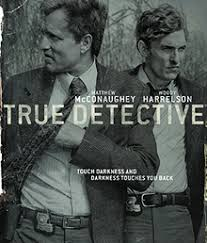 MATTHEW WOODY
McCONAUGHEY HARRELSON
TRUE DETECTIVE
TOUCH DARKNESS AND
DARKNESS TOUCHES YOU BACK